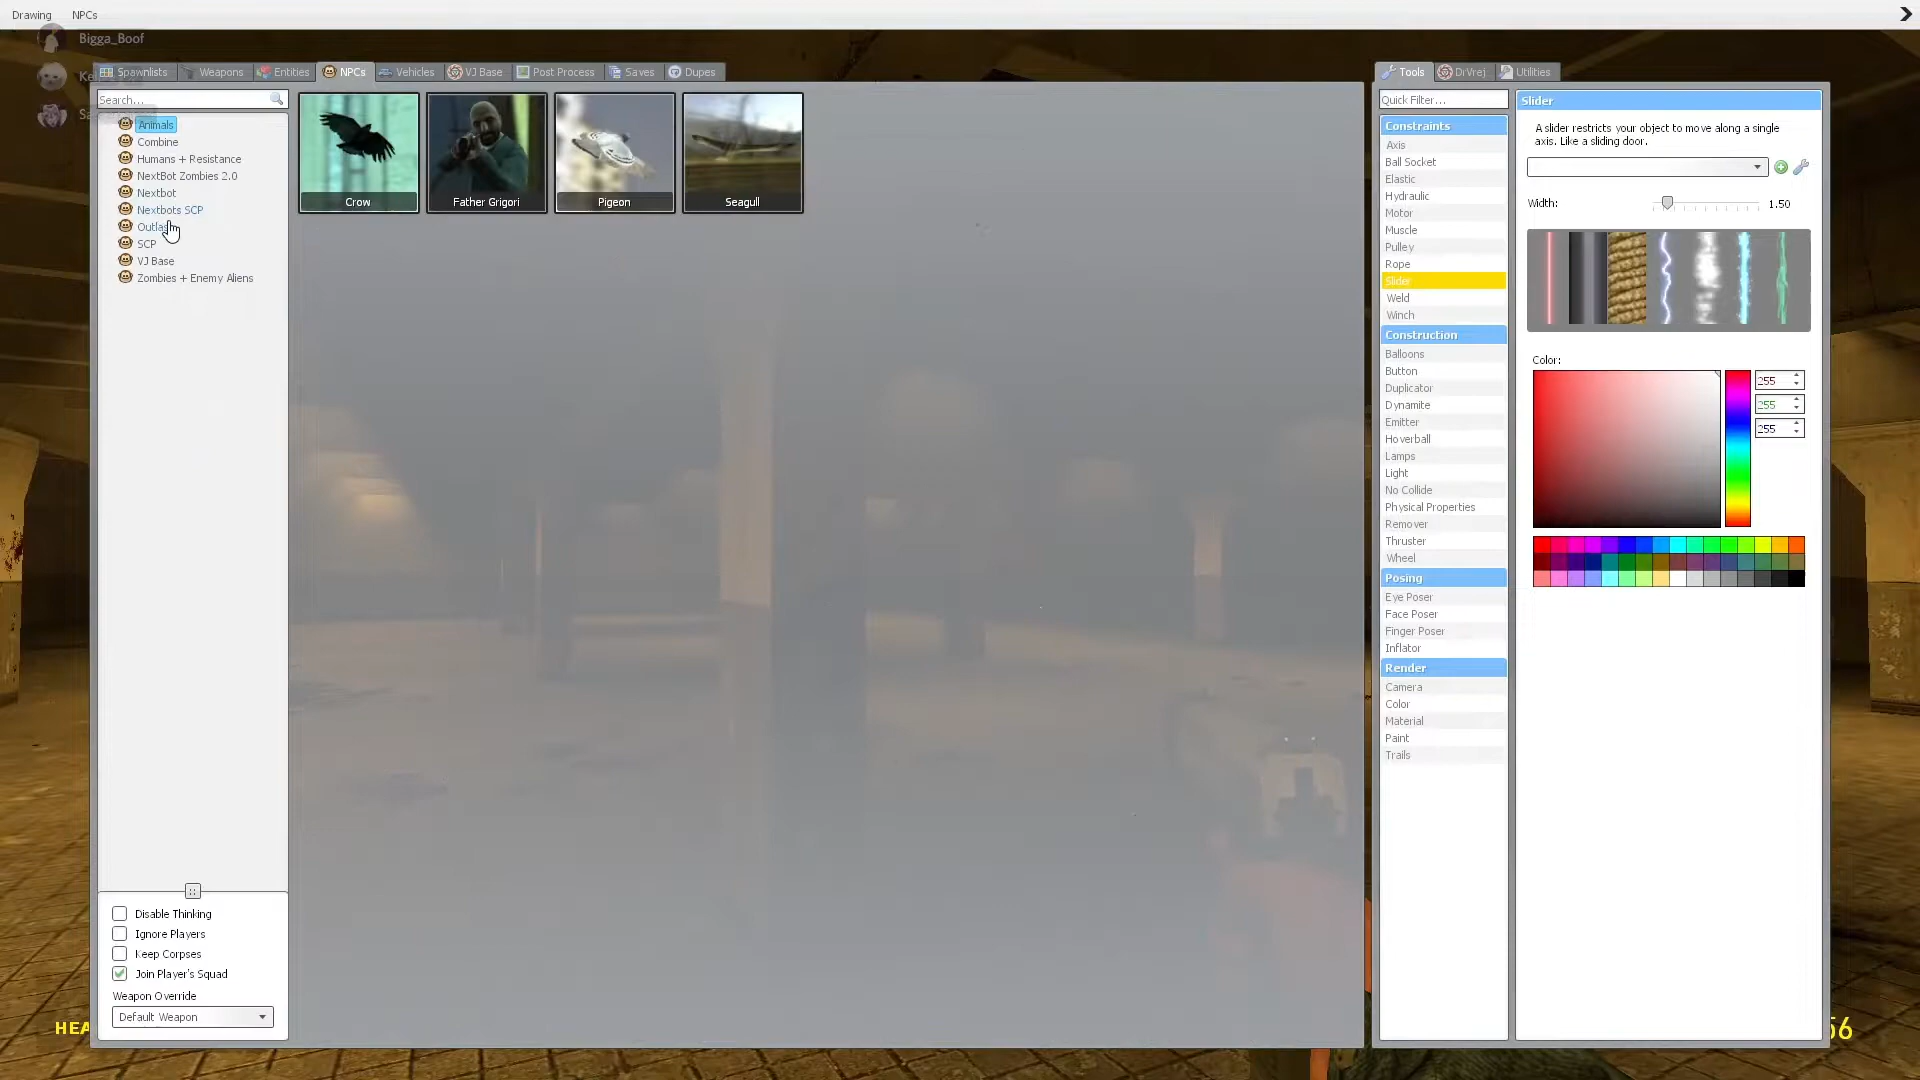 Drawing NPCs
Bigga_Boof
Spawnlists Weapons Entities NPCs Vehicles VJ Base Post Process Saves Dupes
Tools DrVrej Utilities
Search...
Animals
Combine
Humans + Resistance
NextBot Zombies 2.0
Nextbot
Nextbots SCP
SCP
VJ Base
Zombies + Enemy Aliens
Crow
Father Grigori
Pigeon
Seagull
Disable Thinking
Ignore Players
Keep Corpses
Join Player's Squad
Weapon Override
Default Weapon
Quick Filter...
Constraints
Axis
Ball Socket
Elastic
Hydraulic
Motor
Muscle
Pulley
Rope
Slider
Weld
Winch
Construction
Balloons
Button
Duplicator
Dynamite
Emitter
Hoverball
Lamps
Light
No Collide
Physical Properties
Remover
Thruster
Wheel
Posing
Eye Poser
Face Poser
Finger Poser
Inflator
Render
Camera
Color
Material
Paint
Trails
Slider
A slider restricts your object to move along a single
axis. Like a sliding door.
Width: 1.50
Color:
255
255
255
HEA
56